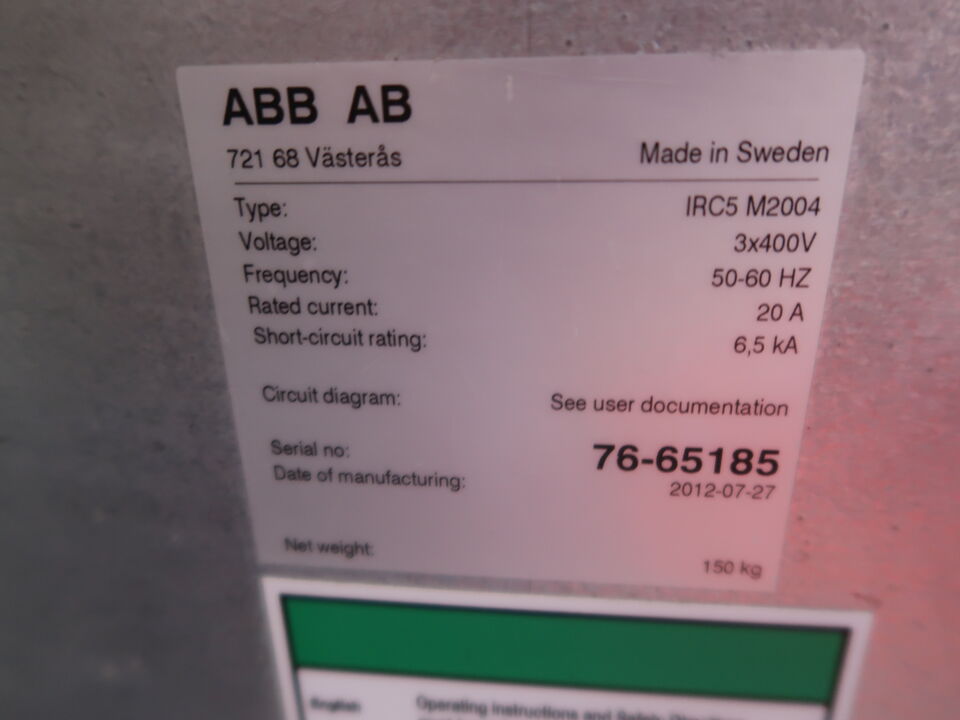 ABB AB
721 68 Västerås Made in Sweden
Type: IRC5 M2004
Voltage: 3x400V
Frequency: 50-60 HZ
Rated current: 20 A
Short-circuit rating: 6,5 kA
Circuit diagram: See user documentation
Serial no: 76-65185
Date of manufacturing: 2012-07-27
Net weight: 150 kg
English Operating instructions and Safety